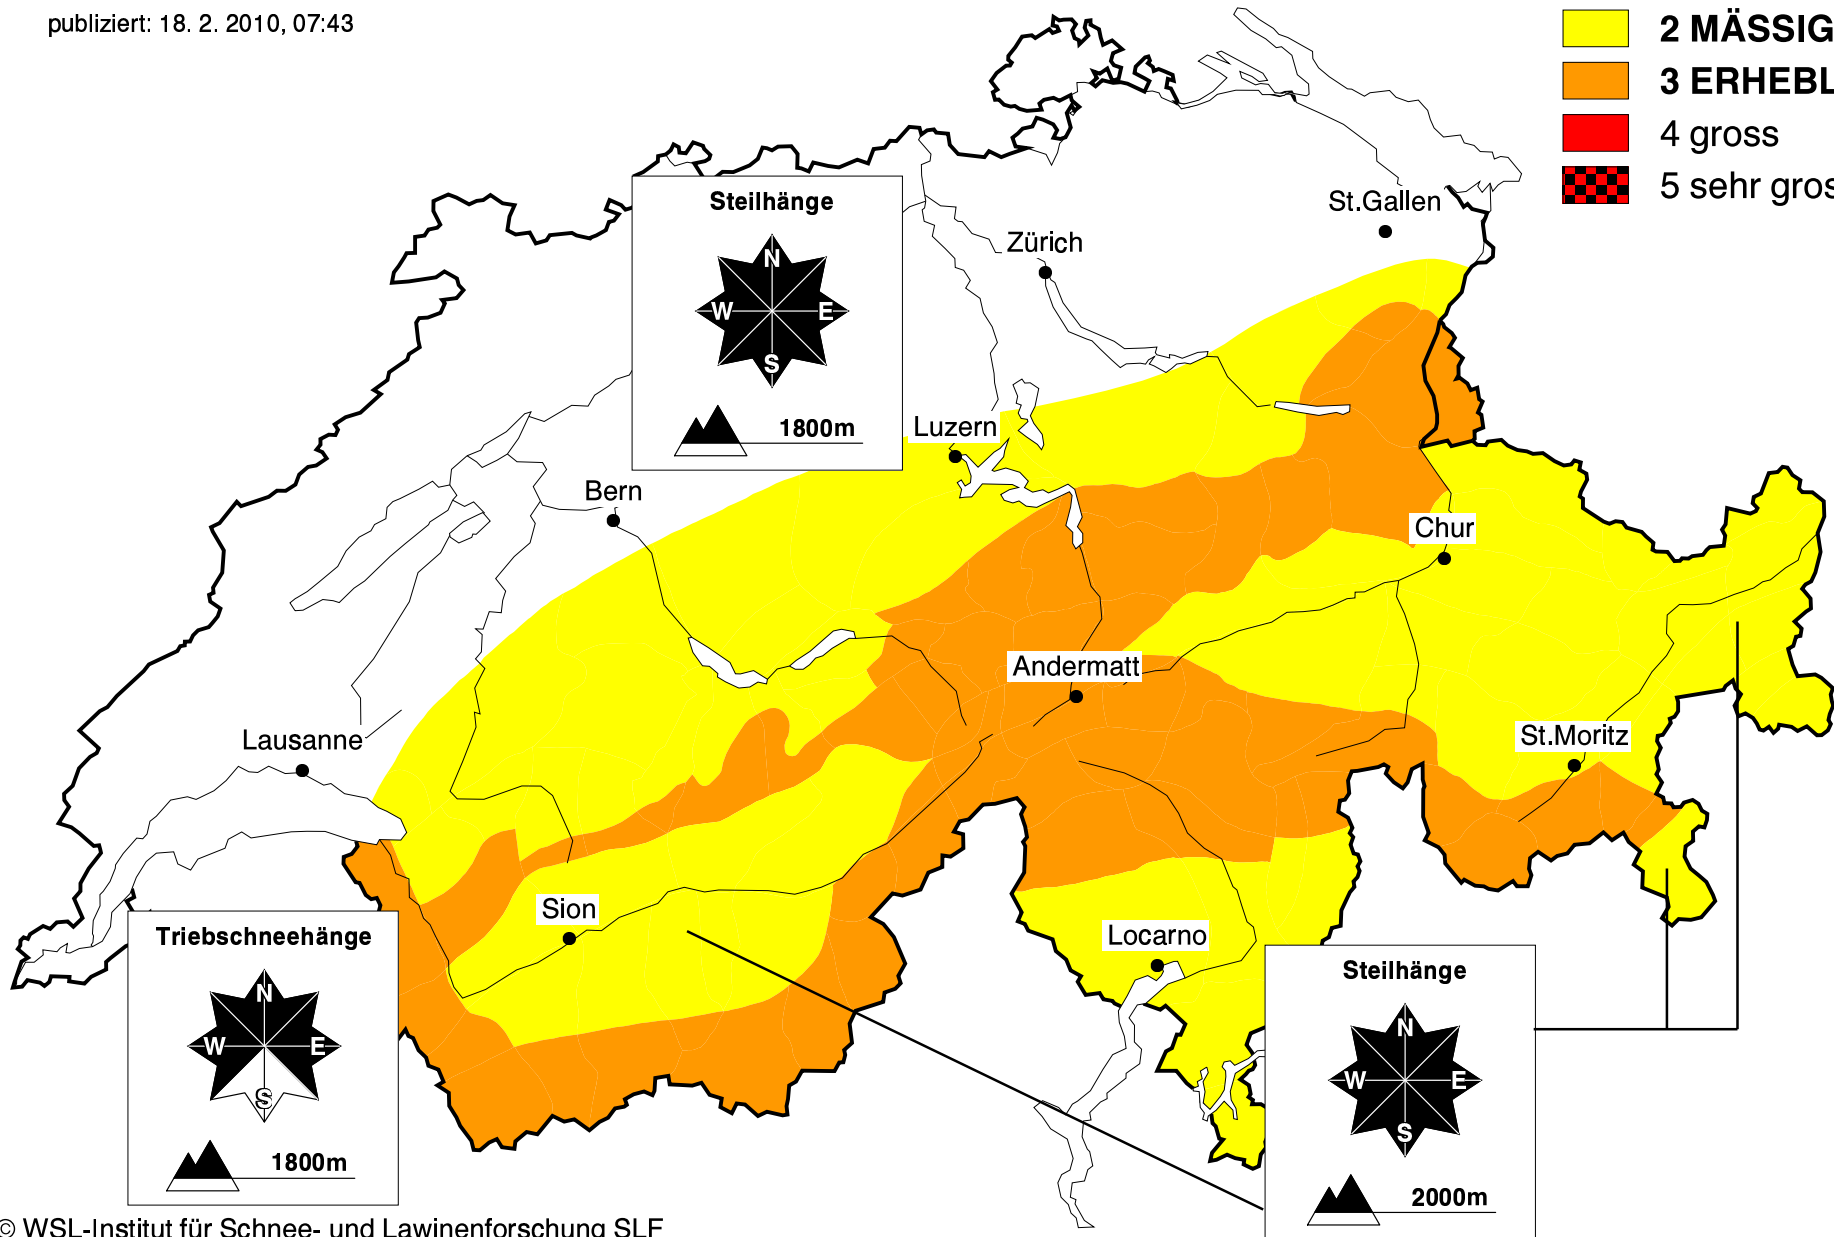 publiziert: 18. 2. 2010, 07:43
2 MÄSSIG
3 ERHEBL
4 gross
5 sehr gros
St.Gallen
Zürich
Steilhänge
N
W E
S
1800m
Luzern
Bern
Chur
Andermatt
St.Moritz
Lausanne
Sion
Locarno
Triebschneehänge
N
W E
S
1800m
Steilhänge
N
W E
S
2000m
© WSL-Institut für Schnee- und Lawinenforschung SLF